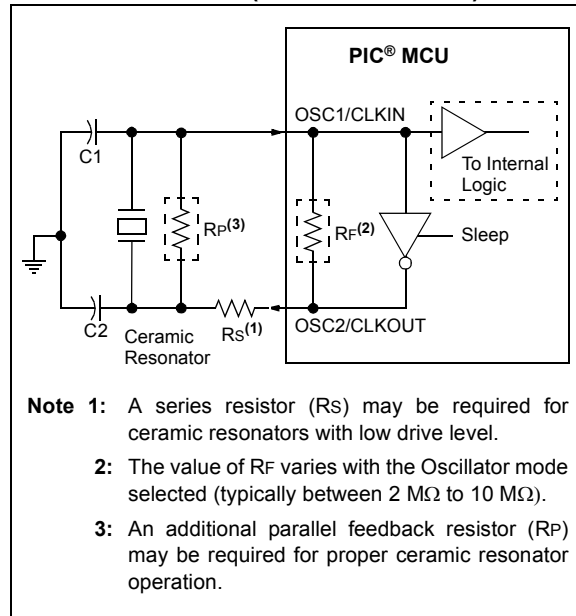 PIC® MCU
OSC1/CLKIN
C1
To Internal
Logic
RP(3)
RF(2)
Sleep
C2
Ceramic
Resonator
RS(1)
OSC2/CLKOUT
Note 1: A series resistor (RS) may be required for
ceramic resonators with low drive level.
2: The value of RF varies with the Oscillator mode
selected (typically between 2 MΩ to 10 MΩ).
3: An additional parallel feedback resistor (RP)
may be required for proper ceramic resonator
operation.